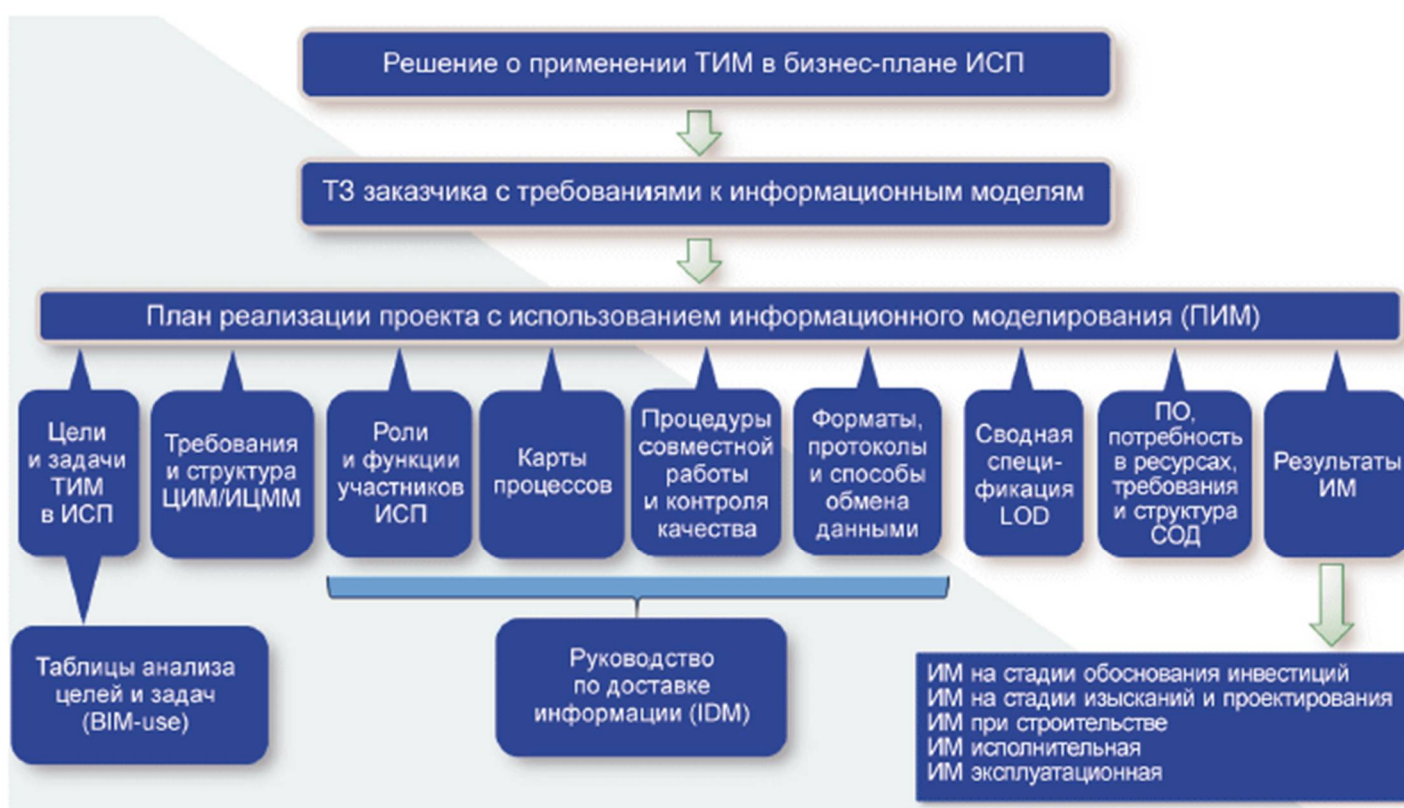 Решение о применении ТИМ в бизнес-плане ИСП
ТЗ заказчика с требованиями к информационным моделям
План реализации проекта с использованием информационного моделирования (ПИМ)
Цели
и задачи
ТИМ
в ИСП
Требования
и структура
ЦИМ/ИЦММ
Роли
и функции
участников
ИСП
Карты
процессов
Процедуры
совместной
работы
и контроля
качества
Форматы,
протоколы
и способы
обмена
данными
Сводная
специ-
фикация
LOD
ПО,
потребность
в ресурсах,
требования
и структура
СОД
Результаты
ИМ
Таблицы анализа
целей и задач
(BIM-use)
Руководство
по доставке
информации (IDM)
ИМ на стадии обоснования инвестиций
ИМ на стадии изысканий и проектирования
ИМ при строительстве
ИМ исполнительная
ИМ эксплуатационная